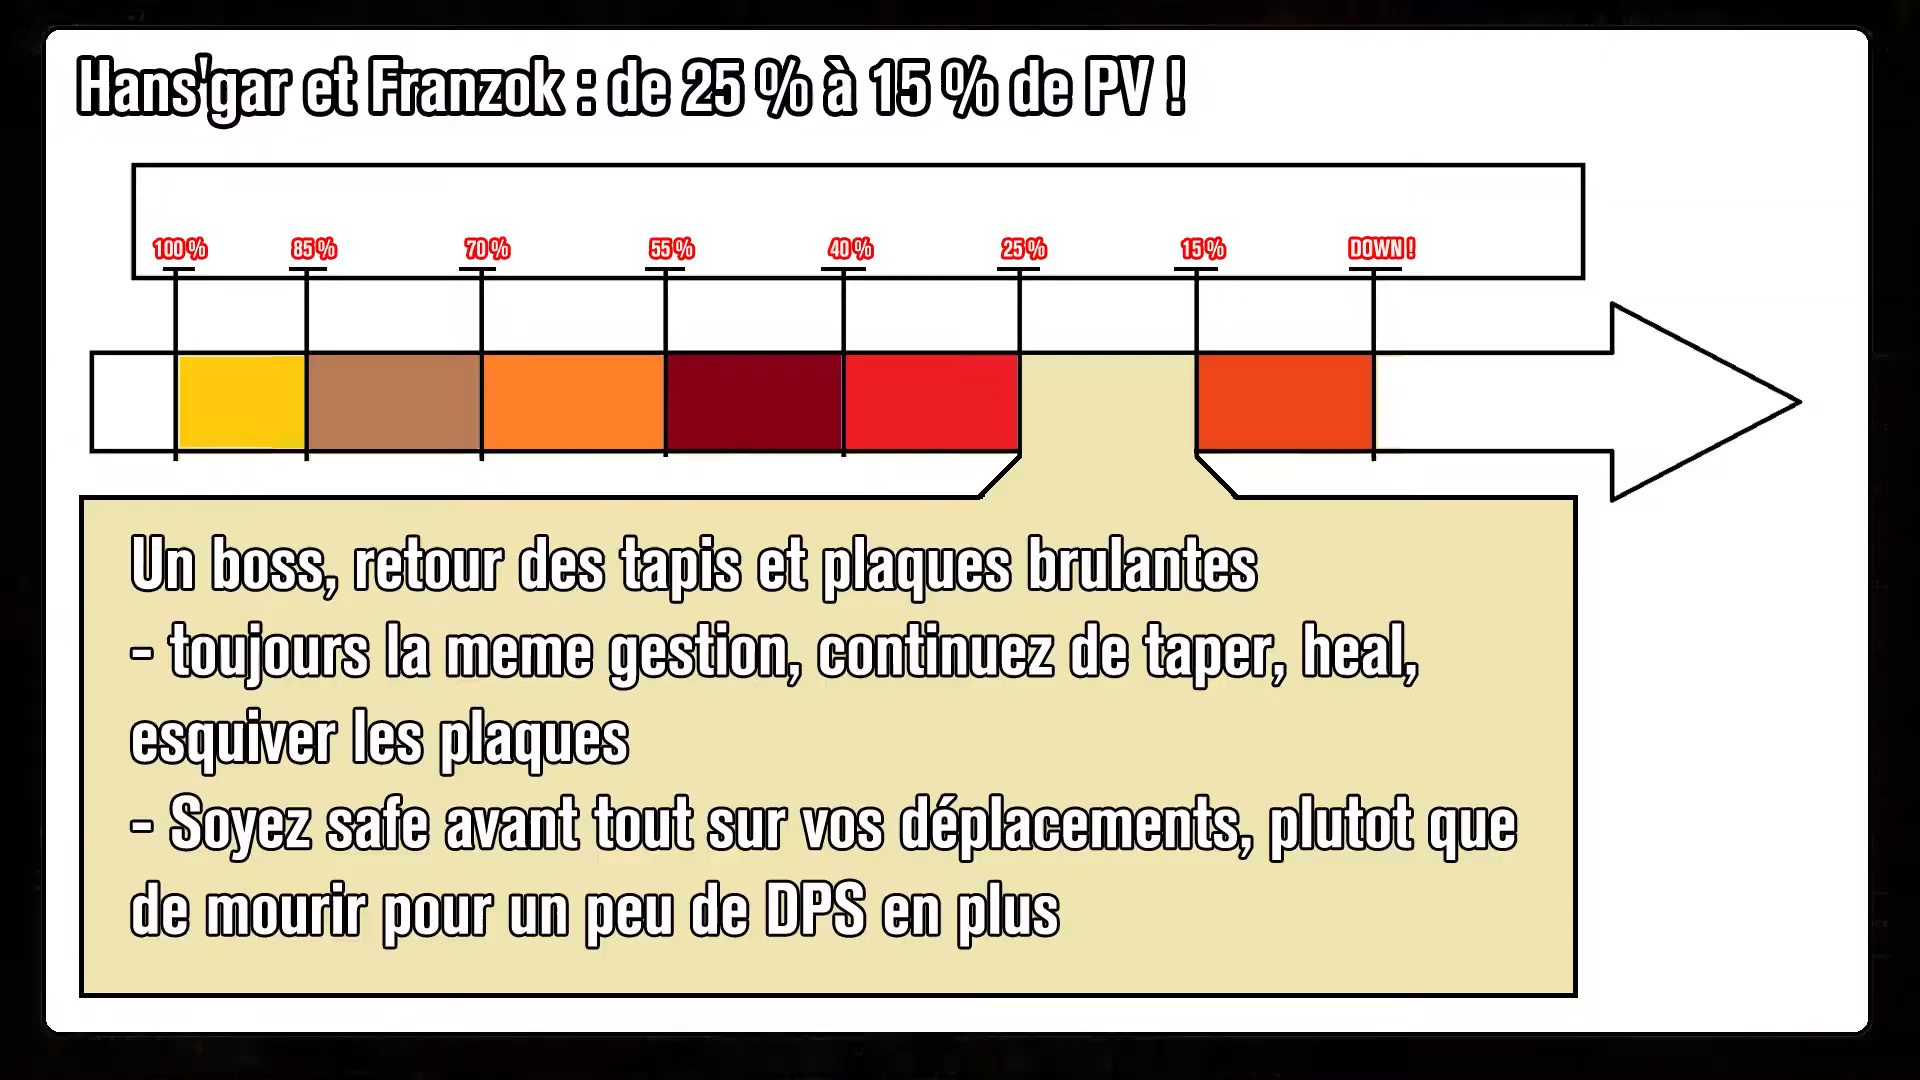 Hans'gar et Franzok : de 25 % à 15 % de PV !
100 % 85 % 70 % 55 % 40 % 25 % 15 % DOWN !
Un boss, retour des tapis et plaques brulantes
- toujours la meme gestion, continuez de taper, heal,
esquiver les plaques
- Soyez safe avant tout sur vos déplacements, plutot que
de mourir pour un peu de DPS en plus